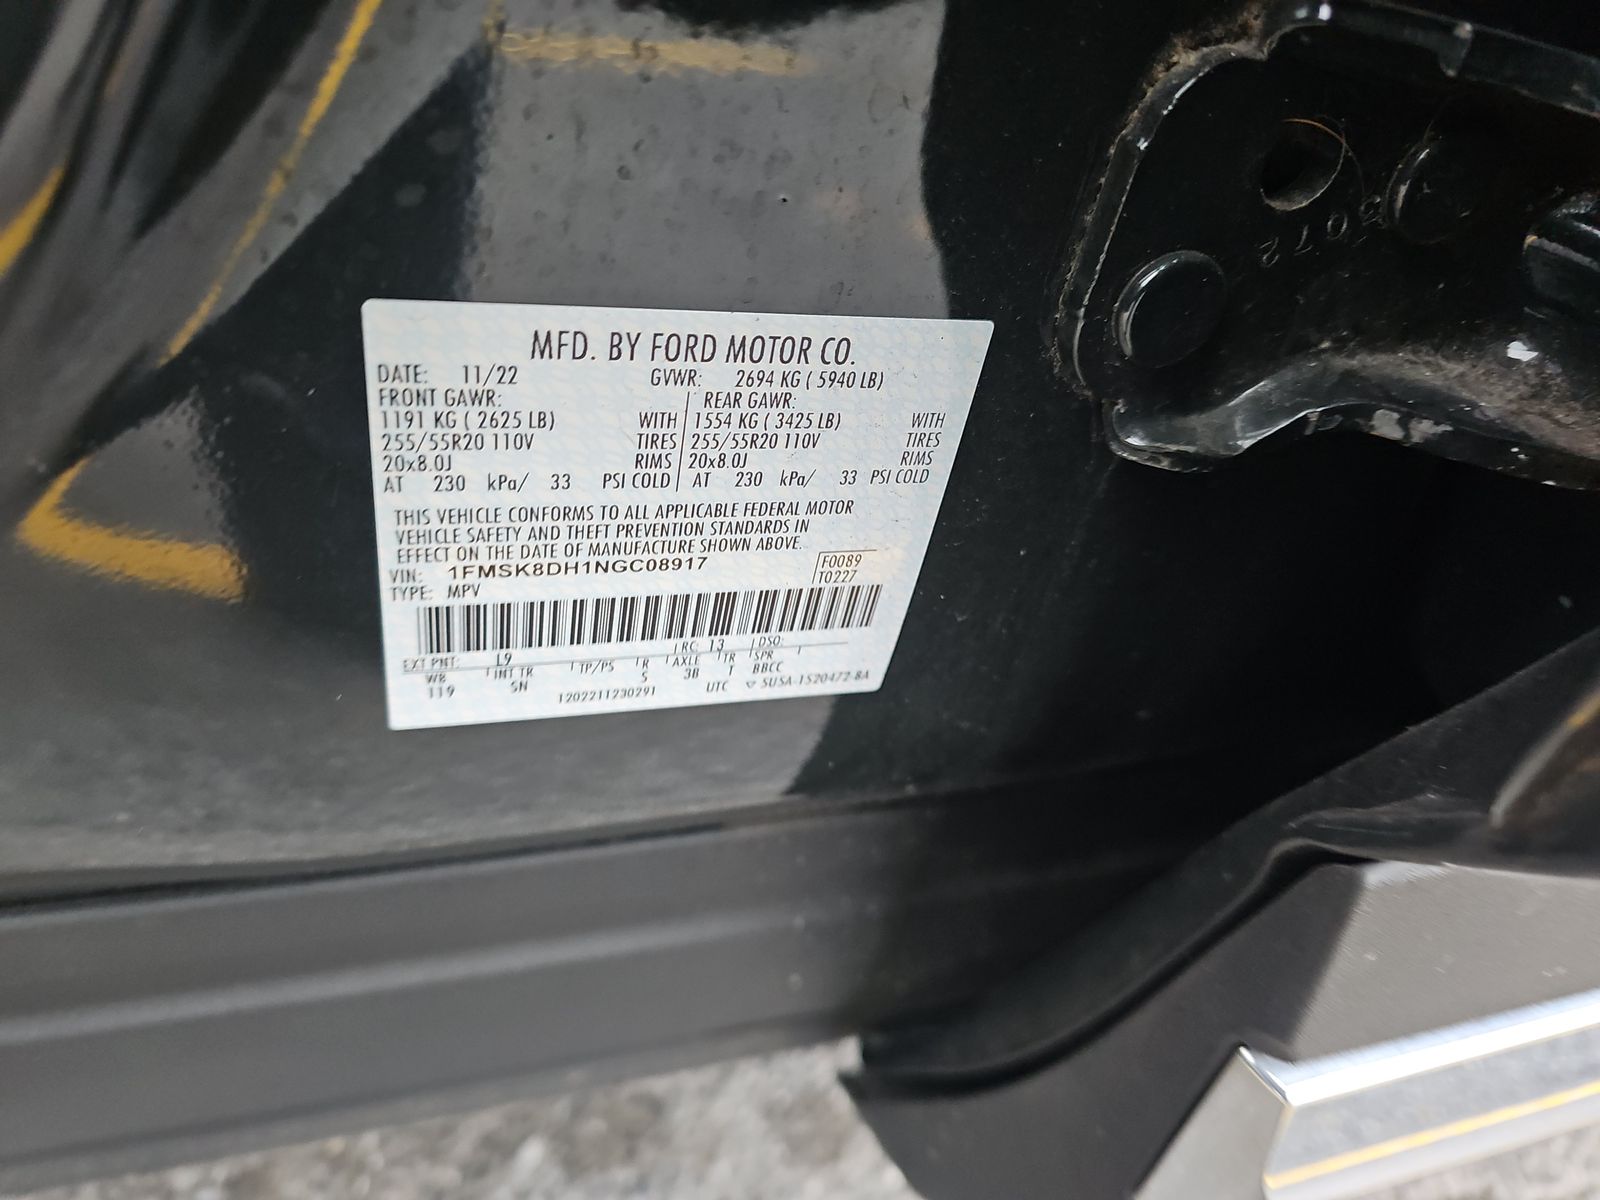 MFD. BY FORD MOTOR CO.
DATE: 11/22 GVWR: 2694 KG ( 5940 LB)
FRONT GAWR: REAR GAWR:
1191 KG ( 2625 LB) WITH 1554 KG ( 3425 LB) WITH
255/55R20 110V TIRES 255/55R20 110V TIRES
20x8.0J RIMS 20x8.0J RIMS
AT 230 kPa/ 33 PSI COLD AT 230 kPa/ 33 PSI COLD
THIS VEHICLE CONFORMS TO ALL APPLICABLE FEDERAL MOTOR
VEHICLE SAFETY AND THEFT PREVENTION STANDARDS IN
EFFECT ON THE DATE OF MANUFACTURE SHOWN ABOVE.
VIN: 1FMSK8DH1NGC08917 F0089
TYPE: MPV T0227
RC: 13 DSO:
EXT PNT: L9
WB INT TR TP/PS R AXLE TR SPR
119 SN S 3B T BBCC
1202211230291 UTC ▽ 5U5A-1520472-BA
3072